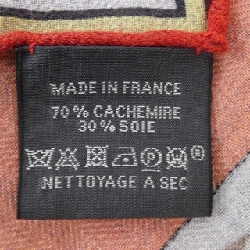 MADE IN FRANCE
70% CACHEMIRE
30% SOIE
NETTOYAGE A SEC